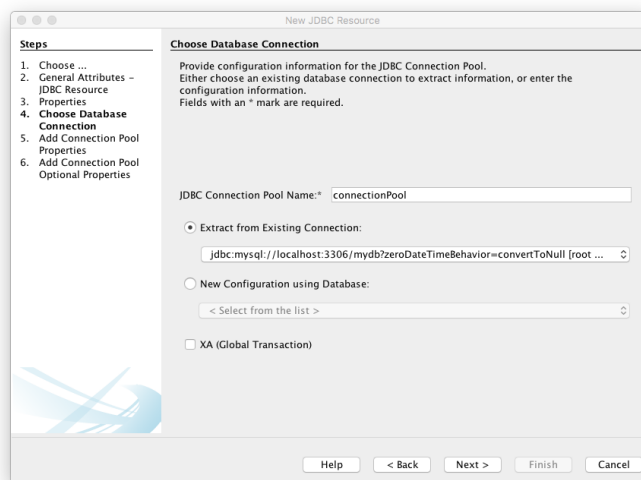 New JDBC Resource
Steps
1. Choose ...
2. General Attributes –
JDBC Resource
3. Properties
4. Choose Database
Connection
5. Add Connection Pool
Properties
6. Add Connection Pool
Optional Properties
Choose Database Connection
Provide configuration information for the JDBC Connection Pool.
Either choose an existing database connection to extract information, or enter the
configuration information.
Fields with an * mark are required.
JDBC Connection Pool Name:* connectionPool
Extract from Existing Connection:
jdbc:mysql://localhost:3306/mydb?zeroDateTimeBehavior=convertToNull [root ...
New Configuration using Database:
< Select from the list >
XA (Global Transaction)
Help < Back Next > Finish Cancel